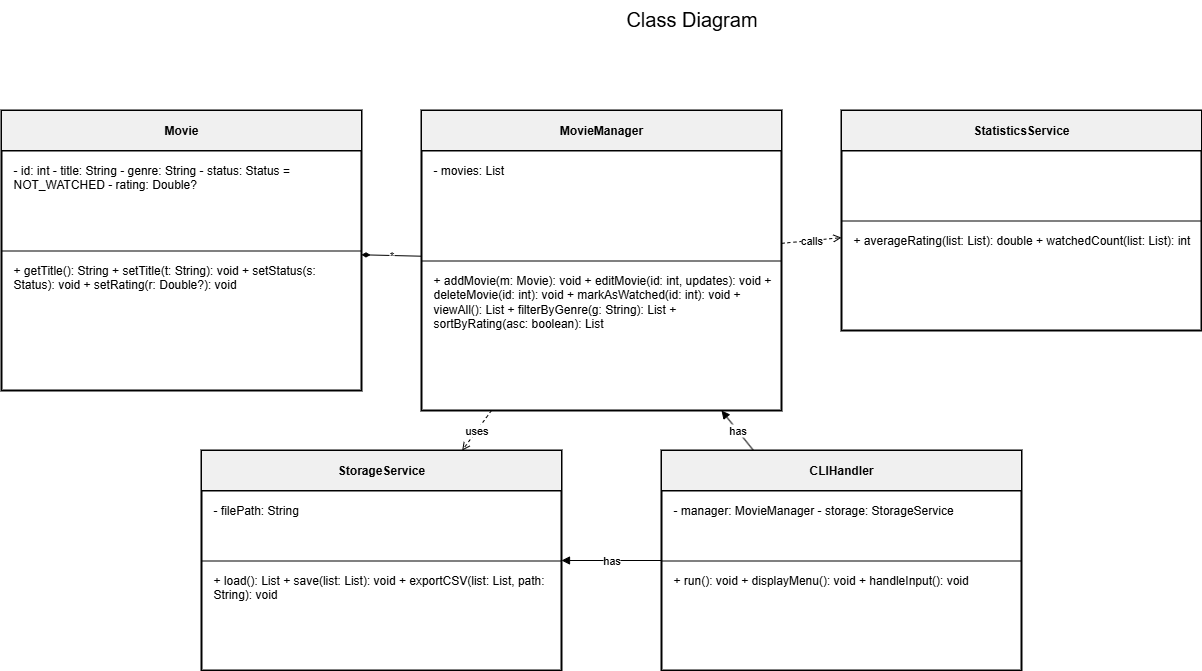 Class Diagram
Movie
- id: int - title: String - genre: String - status: Status =
NOT_WATCHED - rating: Double?
+ getTitle(): String + setTitle(t: String): void + setStatus(s:
Status): void + setRating(r: Double?): void
*
MovieManager
- movies: List
+ addMovie(m: Movie): void + editMovie(id: int, updates): void +
deleteMovie(id: int): void + markAsWatched(id: int): void +
viewAll(): List + filterByGenre(g: String): List +
sortByRating(asc: boolean): List
calls
StatisticsService
+ averageRating(list: List): double + watchedCount(list: List): int
uses
has
StorageService
- filePath: String
+ load(): List + save(list: List): void + exportCSV(list: List, path:
String): void
has
CLIHandler
- manager: MovieManager - storage: StorageService
+ run(): void + displayMenu(): void + handleInput(): void